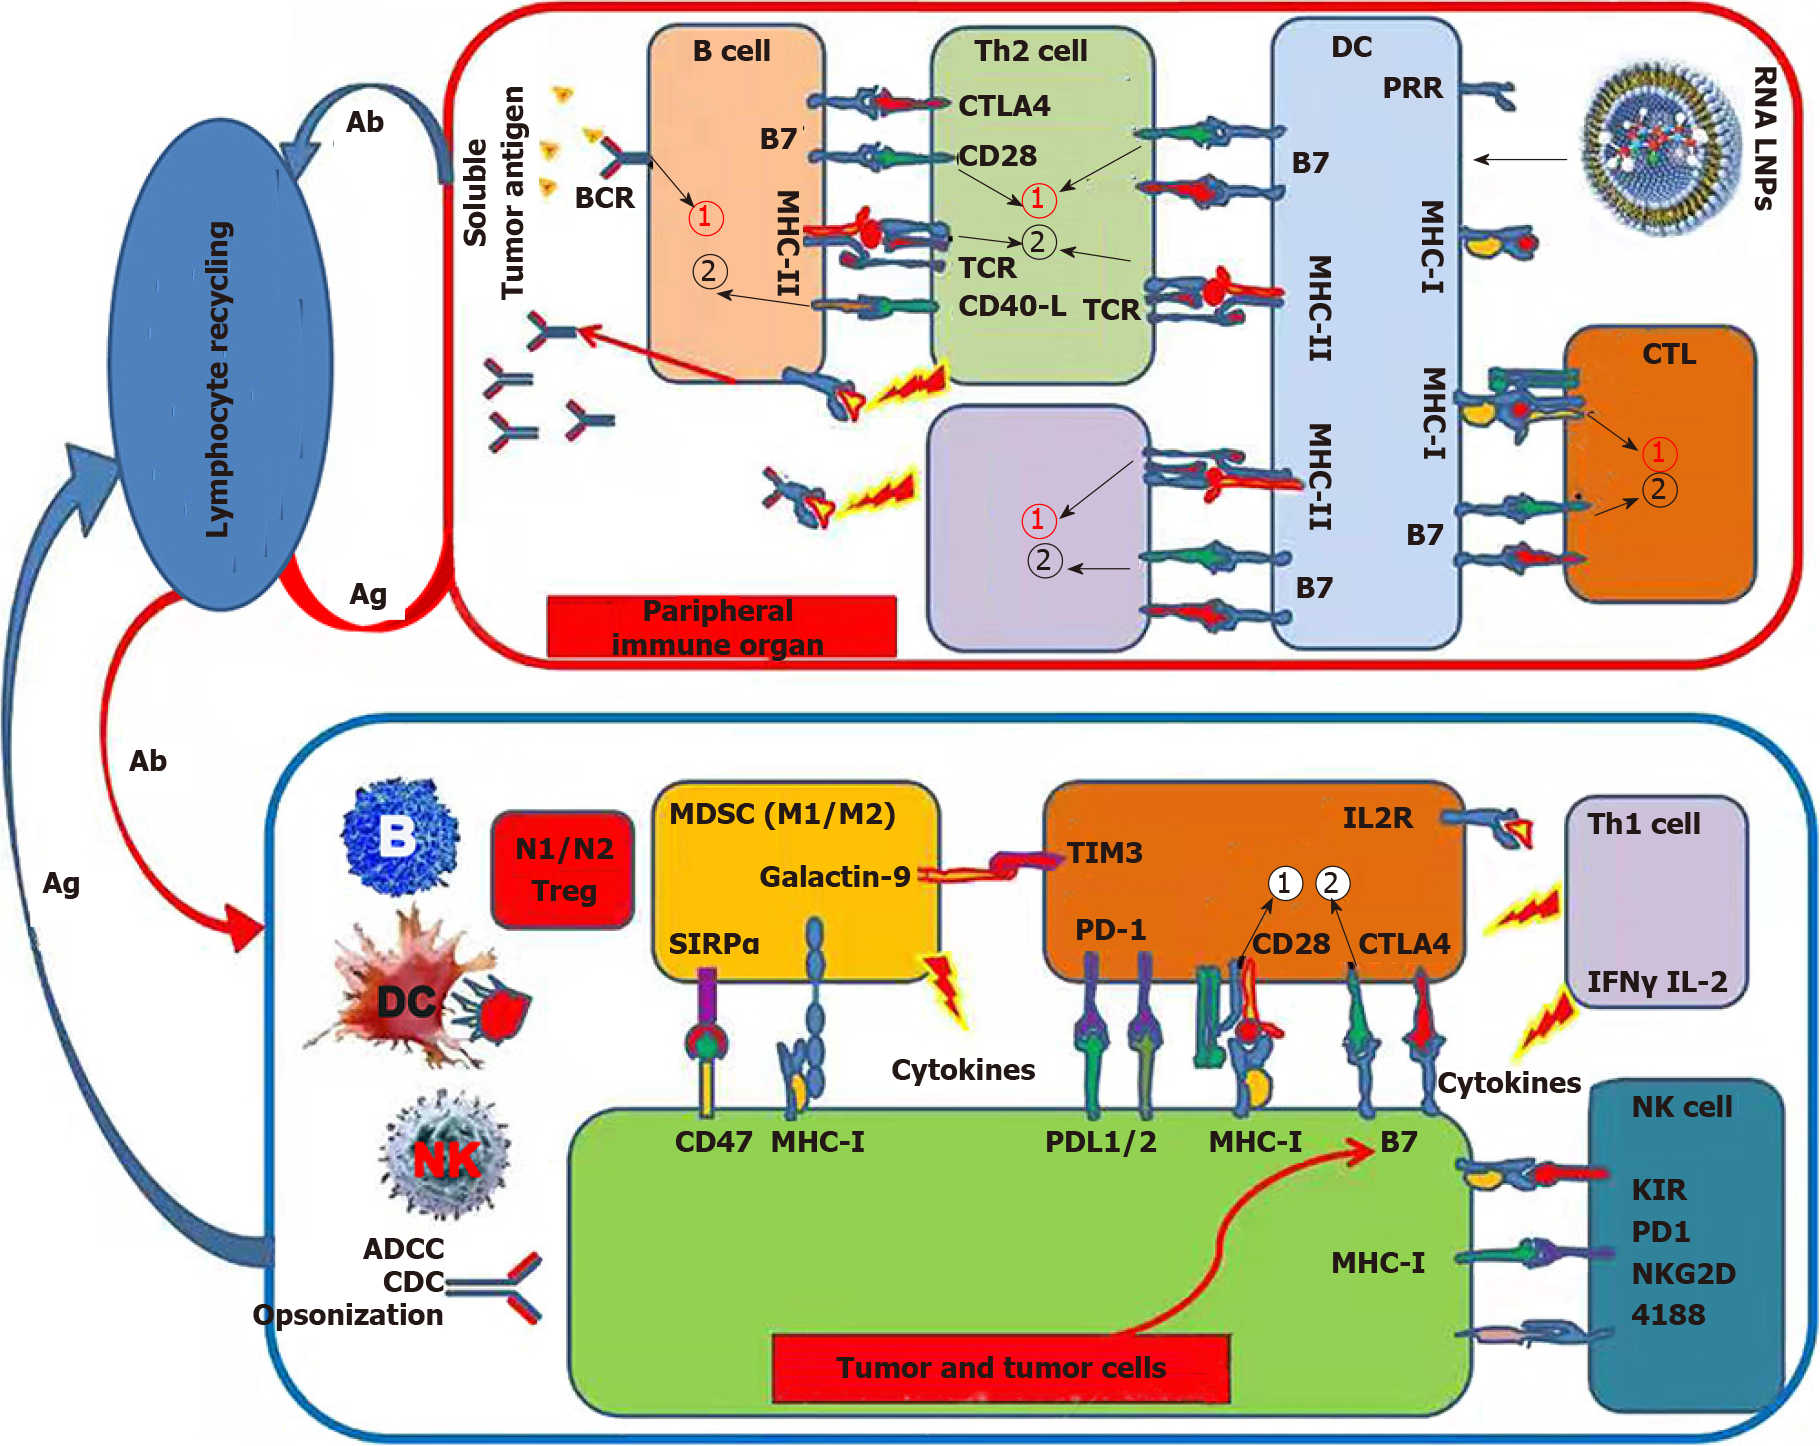 B cell
Th2 cell
DC
PRR
RNA LNPS
Ab
CTLA4
B7
CD28
B7
Soluble
Tumor antigen
BCR
1
2
MHC-II
1
2
TCR
CD40-L
TCR
MHC-II
MHC-I
CTL
MHC-I
1
2
MHC-II
1
2
B7
B7
Lymphocyte recycling
Ag
Paripheral
immune organ
Ab
Ag
B
N1/N2
Treg
MDSC (M1/M2)
Galactin-9
SIRPα
TIM3
IL2R
1
2
PD-1
CD28
CTLA4
Th1 cell
IFNγ IL-2
DC
Cytokines
Cytokines
NK
CD47
MHC-I
PDL1/2
MHC-I
B7
NK cell
KIR
PD1
NKG2D
4188
MHC-I
ADCC
CDC
Opsonization
Tumor and tumor cells